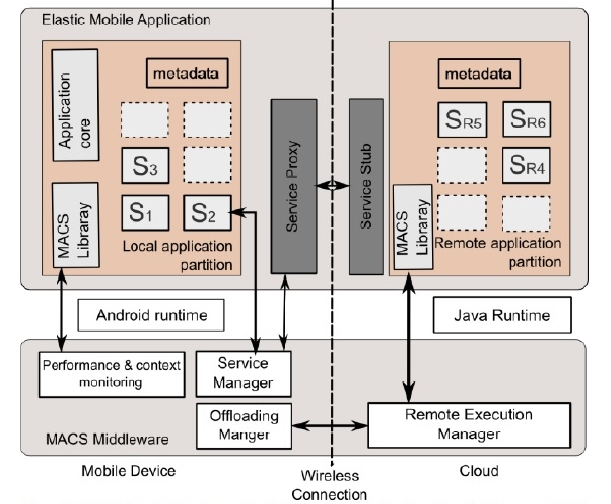 Elastic Mobile Application
Application
core
metadata
S3
S1
S2
MACS
Libraray
Local application
partition
Service Proxy
Service Stub
metadata
SR5
SR6
SR4
MACS
Libraray
Remote application
partition
Android runtime
Java Runtime
Performance & context
monitoring
Service
Manager
Offloading
Manger
Remote Execution
Manager
MACS Middleware
Mobile Device
Wireless
Connection
Cloud